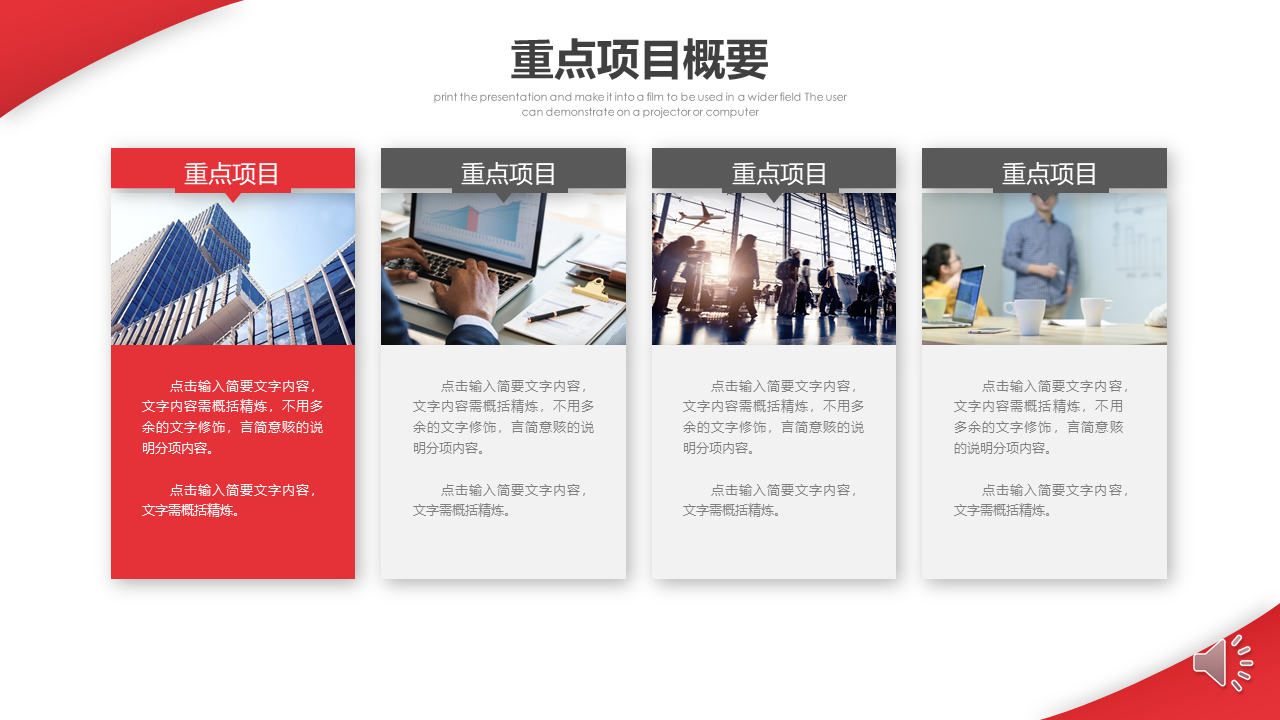 重点项目概要
print the presentation and make it into a film to be used in a wider field The user
can demonstrate on a projector or computer
重点项目
点击输入简要文字内容，
文字内容需概括精炼，不用多
余的文字修饰，言简意赅的说
明分项内容。
点击输入简要文字内容，
文字需概括精炼。
重点项目
点击输入简要文字内容，
文字内容需概括精炼，不用多
余的文字修饰，言简意赅的说
明分项内容。
点击输入简要文字内容，
文字需概括精炼。
重点项目
点击输入简要文字内容，
文字内容需概括精炼，不用多
余的文字修饰，言简意赅的说
明分项内容。
点击输入简要文字内容，
文字需概括精炼。
重点项目
点击输入简要文字内容，
文字内容需概括精炼，不用
多余的文字修饰，言简意赅
的说明分项内容。
点击输入简要文字内容，
文字需概括精炼。